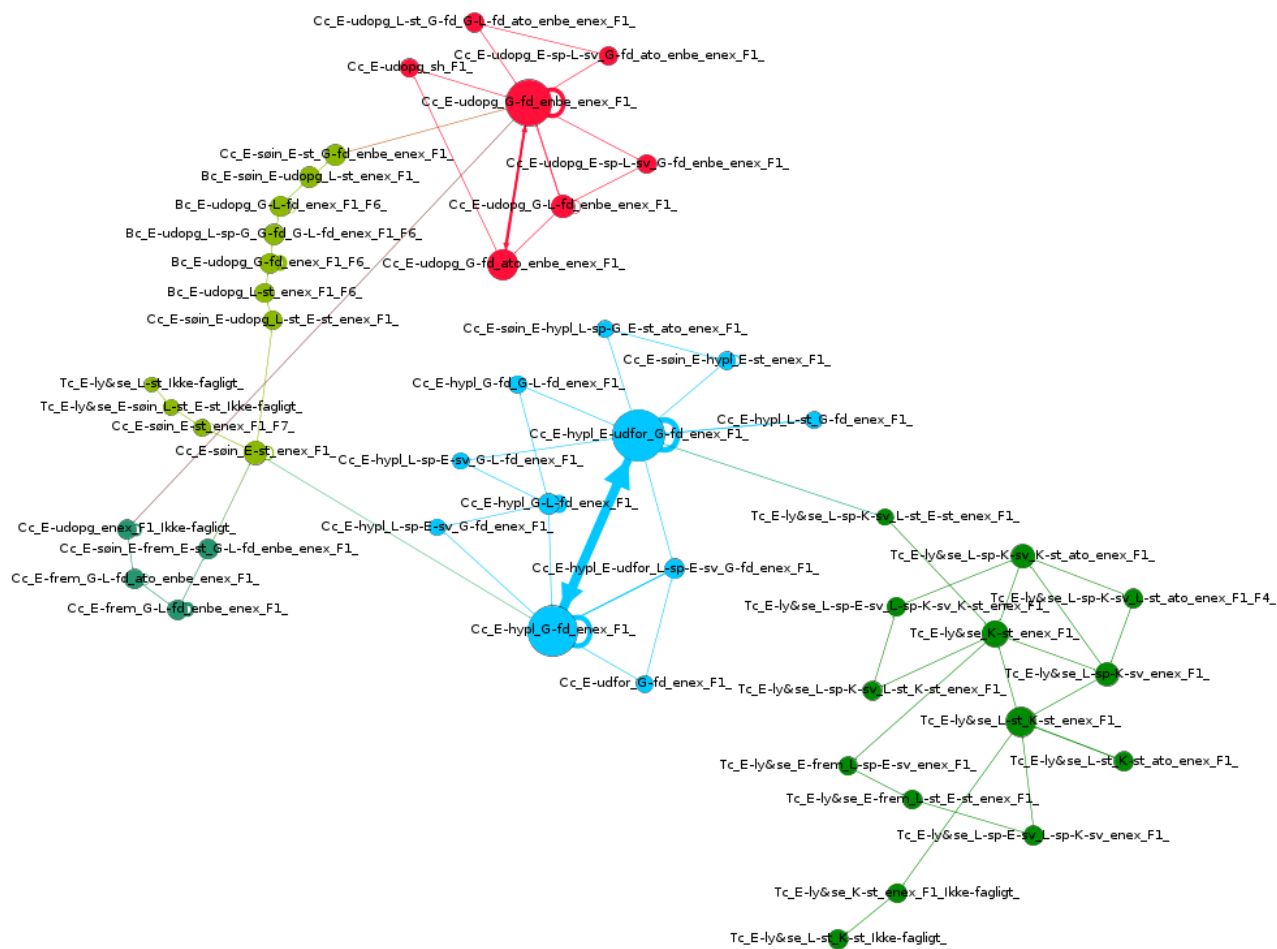 Cc_E-udopg_L-st_G-fd_G-L-fd_ato_enbe_enex_F1_
Cc_E-udopg_E-sp-L-sv_G-fd_ato_enbe_enex_F1_
Cc_E-udopg_sh_F1_
Cc_E-udopg_G-fd_enbe_enex_F1_
Cc_E-søin_E-st_G-fd_enbe_enex_F1_
Cc_E-udopg_E-sp-L-sv_G-fd_enbe_enex_F1_
Bc_E-søin_E-udopg_L-st_enex_F1_
Bc_E-udopg_G-L-fd_enex_F1_F6_
Cc_E-udopg_G-L-fd_enbe_enex_F1_
Bc_E-udopg_L-sp-G_G-fd_G-L-fd_enex_F1_F6_
Bc_E-udopg_G-fd_enex_F1_F6_
Cc_E-udopg_G-fd_ato_enbe_enex_F1_
Bc_E-udopg_L-st_enex_F1_F6_
Cc_E-søin_E-udopg_L-st_E-st_enex_F1_
Cc_E-søin_E-hypl_L-sp-G_E-st_ato_enex_F1_
Cc_E-søin_E-hypl_E-st_enex_F1_
Tc_E-ly&se_L-st_Ikke-fagligt_
Cc_E-hypl_G-fd_G-L-fd_enex_F1_
Tc_E-ly&se_E-søin_L-st_E-st_Ikke-fagligt_
Cc_E-hypl_L-st_G-fd_enex_F1_
Cc_E-søin_E-st_enex_F1_F7_
Cc_E-hypl_E-udfor_G-fd_enex_F1_
Cc_E-søin_E-st_enex_F1_
Cc_E-hypl_L-sp-E-sv_G-L-fd_enex_F1_
Cc_E-hypl_G-L-fd_enex_F1_
Tc_E-ly&se_L-sp-K-sv_L-st_E-st_enex_F1_
Cc_E-udopg_enex_F1_Ikke-fagligt_
Cc_E-hypl_L-sp-E-sv_G-fd_enex_F1_
Cc_E-søin_E-frem_E-st_G-L-fd_enbe_enex_F1_
Tc_E-ly&se_L-sp-K-sv_K-st_ato_enex_F1_
Cc_E-hypl_E-udfor_L-sp-E-sv_G-fd_enex_F1_
Cc_E-frem_G-L-fd_ato_enbe_enex_F1_
Tc_E-ly&se_L-sp-K-sv_L-st_ato_enex_F1_F4_
Tc_E-ly&se_L-sp-E-sv_L-sp-K-sv_K-st_enex_F1_
Cc_E-frem_G-L-fd_enbe_enex_F1_
Cc_E-hypl_G-fd_enex_F1_
Tc_E-ly&se_K-st_enex_F1_
Tc_E-ly&se_L-sp-K-sv_enex_F1_
Cc_E-udfor_G-fd_enex_F1_
Tc_E-ly&se_L-sp-K-sv_L-st_K-st_enex_F1_
Tc_E-ly&se_L-st_K-st_enex_F1_
Tc_E-ly&se_L-st_K-st_ato_enex_F1_
Tc_E-ly&se_E-frem_L-sp-E-sv_enex_F1_
Tc_E-ly&se_E-frem_L-st_E-st_enex_F1_
Tc_E-ly&se_L-sp-E-sv_L-sp-K-sv_enex_F1_
Tc_E-ly&se_K-st_enex_F1_Ikke-fagligt_
Tc_E-ly&se_L-st_K-st_Ikke-fagligt_